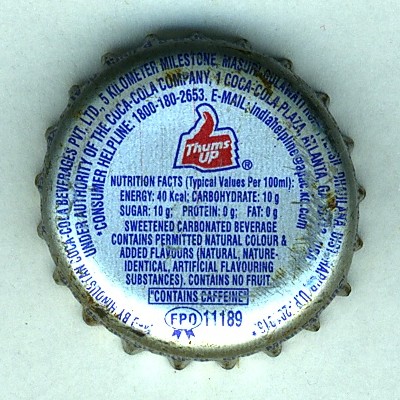 BY HINDUSTAN COCA-COLA BEVERAGES PVT. LTD. 5 KILOMETER MILESTONE, MASURI
UNDER AUTHORITY OF THE COCA-COLA COMPANY, 1 COCA-COLA PLAZA, ATLANTA,
*CONSUMER HELPLINE: 1800-180-2653. E-MAIL:
Thums UP ®
NUTRITION FACTS (Typical Values Per 100ml):
ENERGY: 40 Kcal; CARBOHYDRATE: 10 g
SUGAR: 10 g; PROTEIN: 0 g; FAT: 0 g
SWEETENED CARBONATED BEVERAGE
CONTAINS PERMITTED NATURAL COLOUR &
ADDED FLAVOURS (NATURAL, NATURE-
IDENTICAL, ARTIFICIAL FLAVOURING
SUBSTANCES). CONTAINS NO FRUIT
"CONTAINS CAFFEINE"
FPO 11189